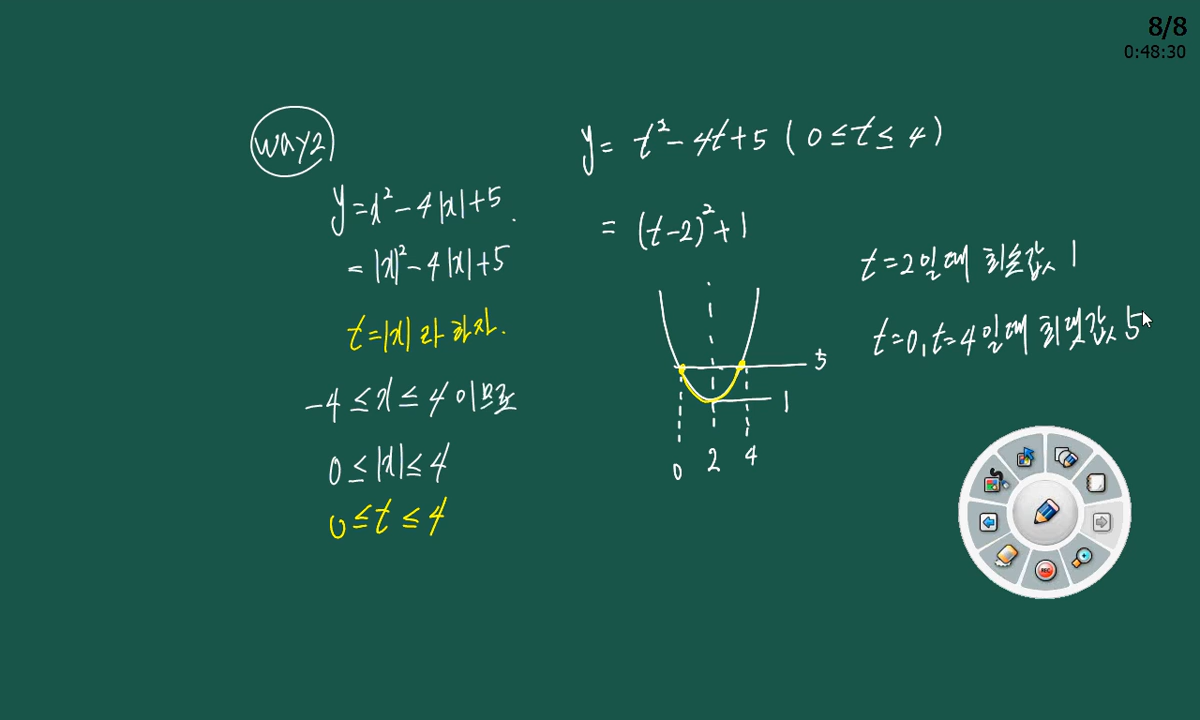 8/8
0:48:30
way2
y=x²-4|x|+5.
=|x|²-4|x|+5
t=|x|라 하자.
-4≤x≤4이므로
0≤|x|≤4
0≤t≤4
y=t²-4t+5(0≤t≤4)
=(t-2)²+1
5
1
0 2 4
t=2일때 최솟값 1
t=0, t=4일때 최댓값 5
REC